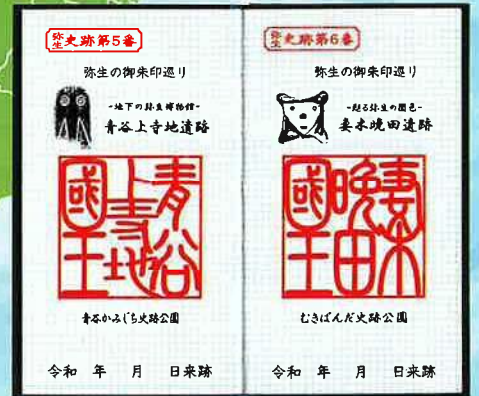 弥生史跡第5番
弥生の御朱印巡り
-地下の弥生博物館-
青谷上寺地遺跡
青谷
上寺地
國王
青谷かみじち史跡公園
令和 年 月 日来跡
弥生史跡第6番
弥生の御朱印巡り
-甦る弥生の國邑-
妻木晩田遺跡
妻木
晩田
國王
むきばんだ史跡公園
令和 年 月 日来跡